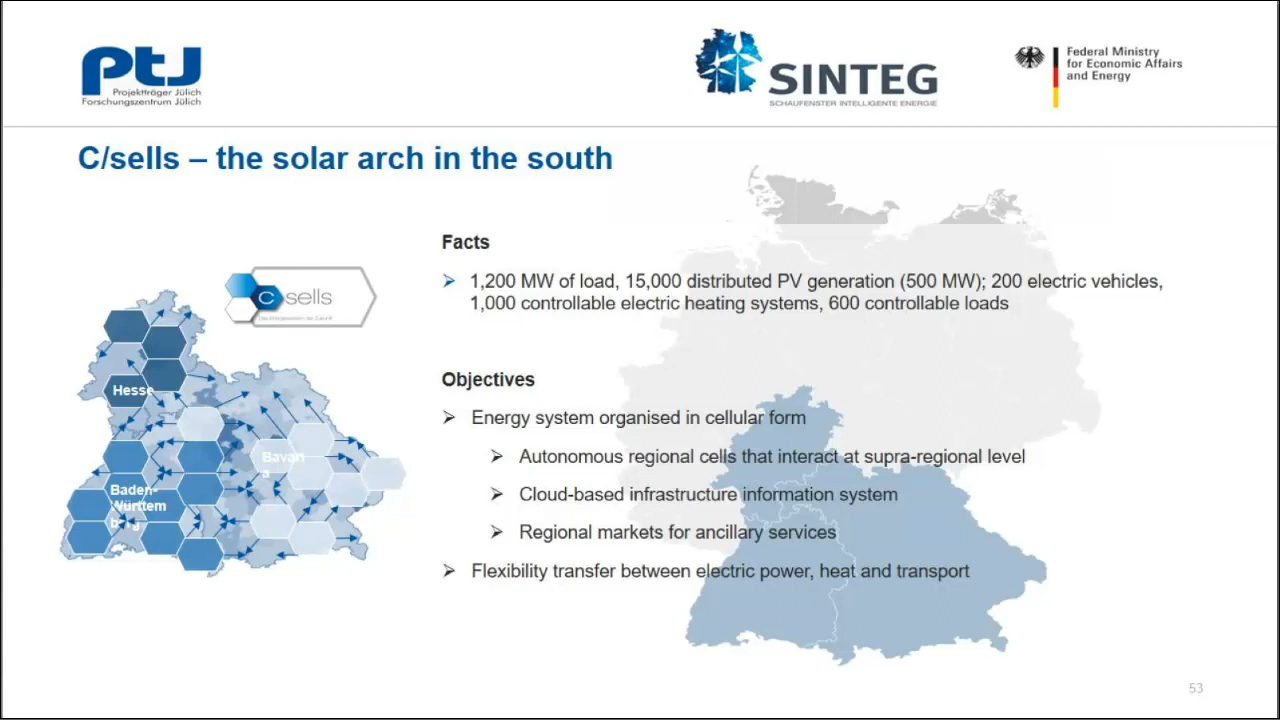 ptJ
Projektträger Jülich
Forschungszentrum Jülich
SINTEG
SCHAUFENSTER INTELLIGENTE ENERGIE
Federal Ministry
for Economic Affairs
and Energy
C/sells – the solar arch in the south
Facts
1,200 MW of load, 15,000 distributed PV generation (500 MW); 200 electric vehicles,
1,000 controllable electric heating systems, 600 controllable loads
C sells
Hesse
Bavari
a
Baden-
Württem
berg
Objectives
Energy system organised in cellular form
Autonomous regional cells that interact at supra-regional level
Cloud-based infrastructure information system
Regional markets for ancillary services
Flexibility transfer between electric power, heat and transport
53